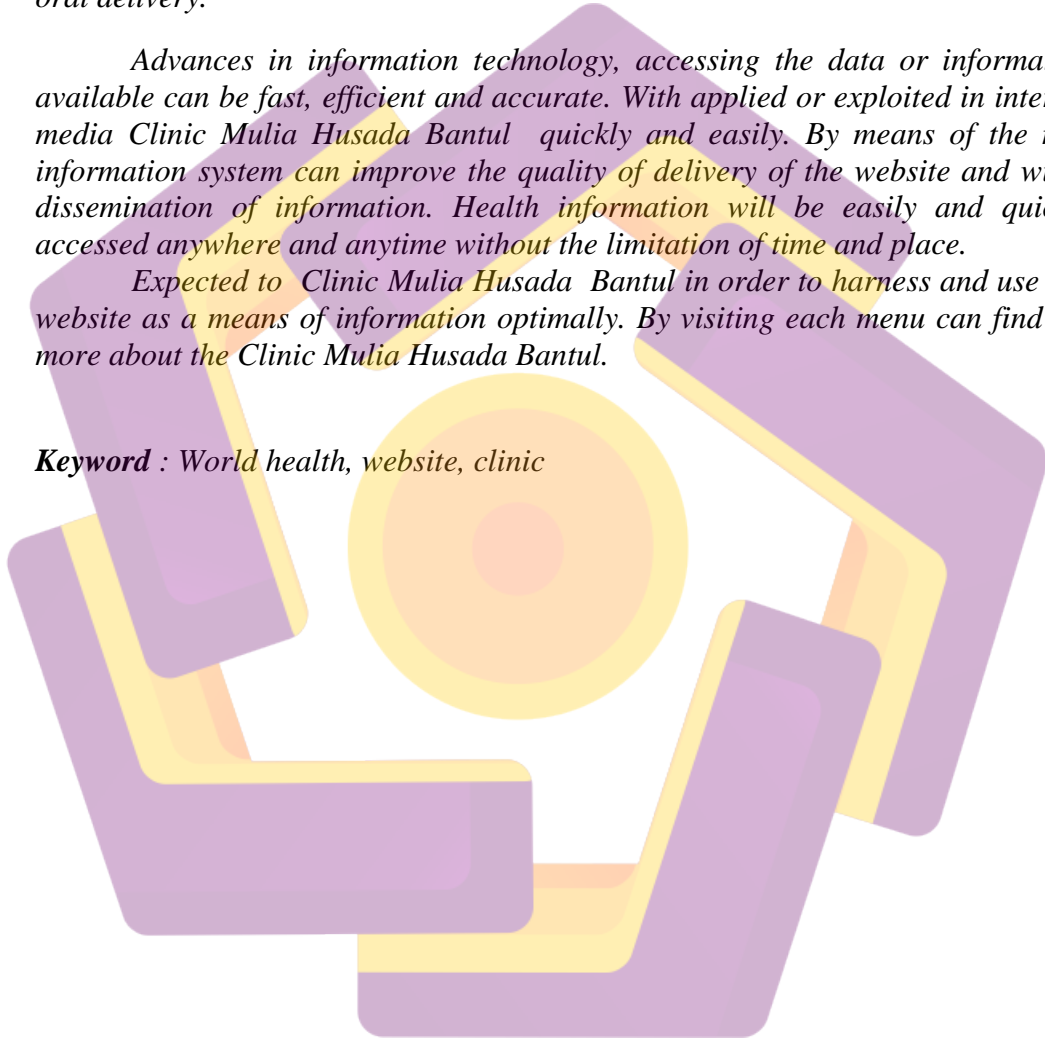 oral delivery.
Advances in information technology, accessing the data or informa
available can be fast, efficient and accurate. With applied or exploited in inter
media Clinic Mulia Husada Bantul quickly and easily. By means of the
information system can improve the quality of delivery of the website and wi
dissemination of information. Health information will be easily and quic
accessed anywhere and anytime without the limitation of time and place.
Expected to Clinic Mulia Husada Bantul in order to harness and use
website as a means of information optimally. By visiting each menu can find
more about the Clinic Mulia Husada Bantul.
Keyword : World health, website, clinic